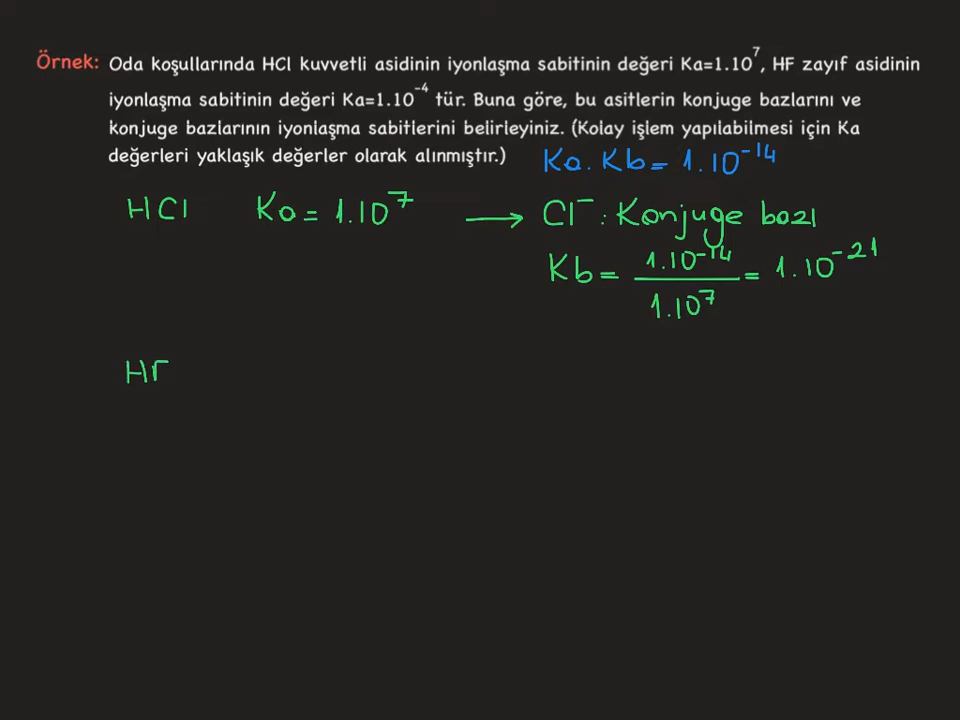 Örnek: Oda koşullarında HCl kuvvetli asidinin iyonlaşma sabitinin değeri Ka=1.10⁷, HF zayıf asidinin
iyonlaşma sabitinin değeri Ka=1.10⁻⁴ tür. Buna göre, bu asitlerin konjuge bazlarını ve
konjuge bazlarının iyonlaşma sabitlerini belirleyiniz. (Kolay işlem yapılabilmesi için Ka
değerleri yaklaşık değerler olarak alınmıştır.) Ka. Kb = 1.10⁻¹⁴
HCl Ka = 1.10⁷ → Cl⁻ : Konjuge bazı
Kb = 1.10⁻¹⁴ / 1.10⁷ = 1.10⁻²¹